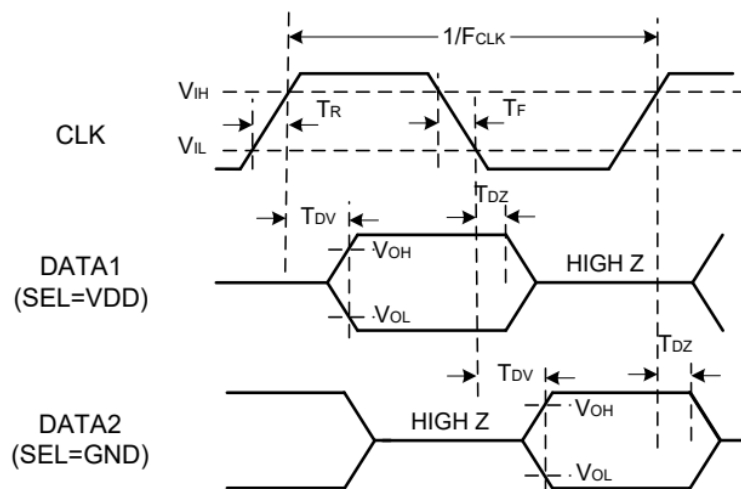 1/FCLK
VIH
TR
TF
CLK
VIL
TDZ
TDV
DATA1
(SEL=VDD)
VOH
HIGH Z
VOL
TDZ
TDV
DATA2
(SEL=GND)
HIGH Z
VOH
VOL